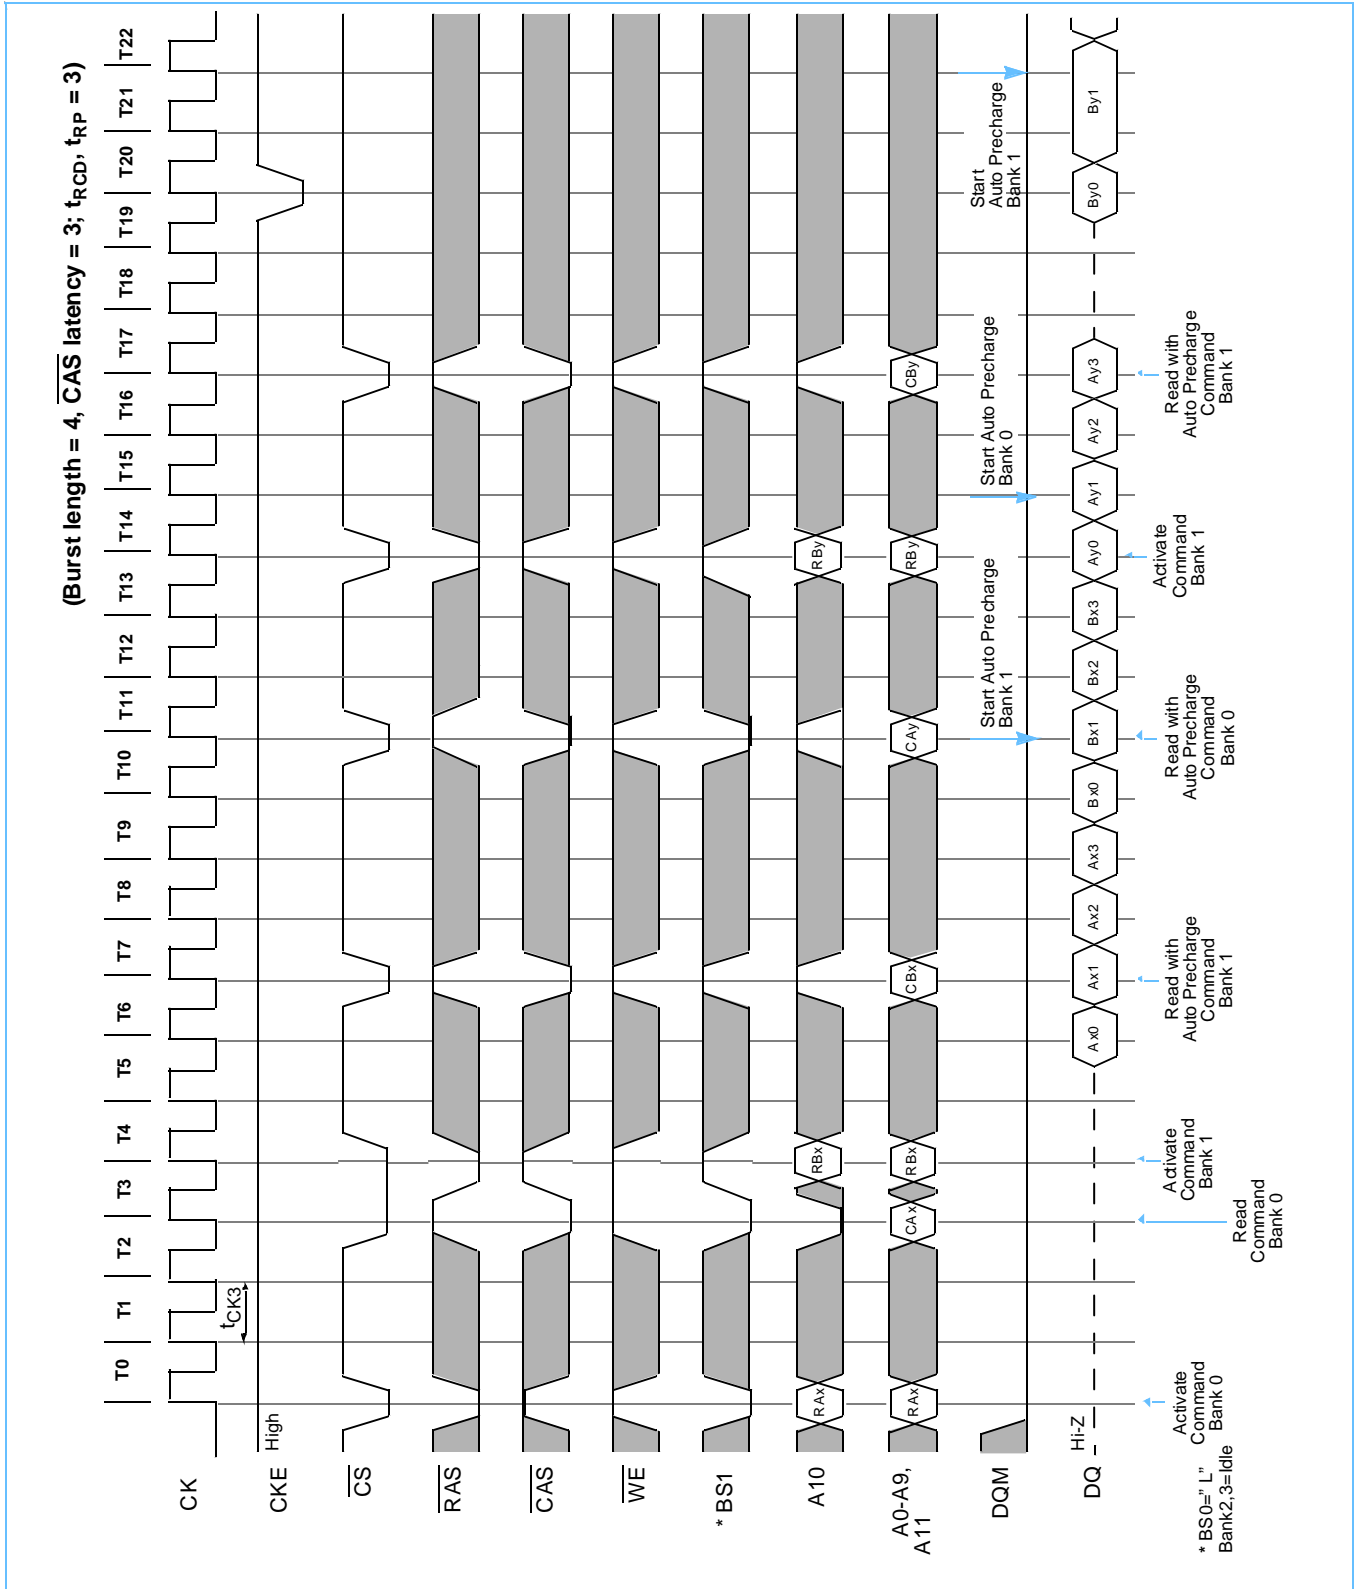 (Burst length = 4, CAS latency = 3; tRCD, tRP = 3)
T0 T1 T2 T3 T4 T5 T6 T7 T8 T9 T10 T11 T12 T13 T14 T15 T16 T17 T18 T19 T20 T21 T22
CK
tCK3
CKE
High
CS
RAS
CAS
WE
* BS1
A10
RAx RBx RBy
A0-A9,
A11
RAx CAx RBx CBx CAy RBy CBy
DQM
Start Auto Precharge
Bank 1
Start Auto Precharge
Bank 0
Start
Auto Precharge
Bank 1
DQ
Hi-Z
Ax0 Ax1 Ax2 Ax3 Bx0 Bx1 Bx2 Bx3 Ay0 Ay1 Ay2 Ay3 By0 By1
Activate
Command
Bank 0
Read
Command
Bank 0
Activate
Command
Bank 1
Read with
Auto Precharge
Command
Bank 1
Read with
Auto Precharge
Command
Bank 0
Activate
Command
Bank 1
Read with
Auto Precharge
Command
Bank 1
* BS0=” L”
Bank2,3=Idle